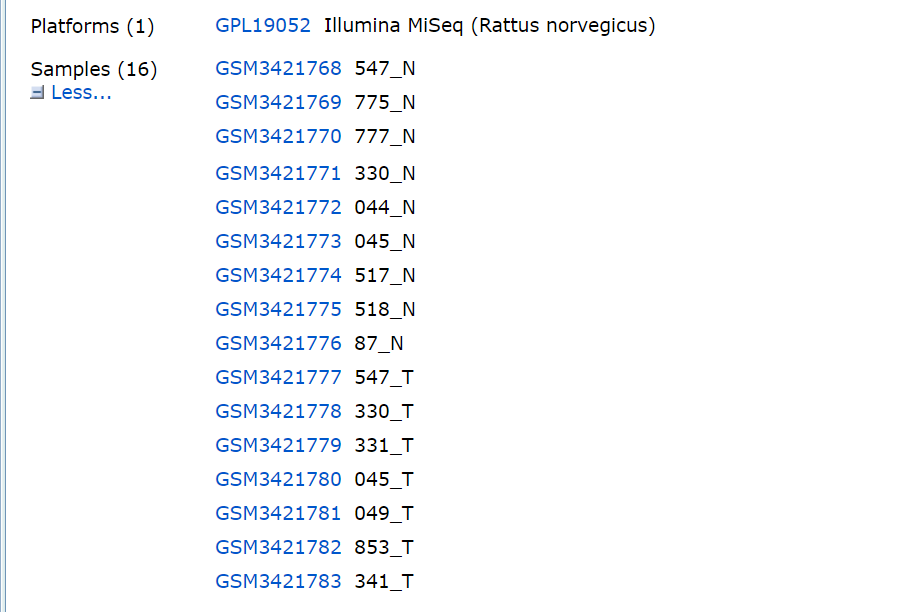 Platforms (1) GPL19052 Illumina MiSeq (Rattus norvegicus)
Samples (16) GSM3421768 547_N
Less...
GSM3421769 775_N
GSM3421770 777_N
GSM3421771 330_N
GSM3421772 044_N
GSM3421773 045_N
GSM3421774 517_N
GSM3421775 518_N
GSM3421776 87_N
GSM3421777 547_T
GSM3421778 330_T
GSM3421779 331_T
GSM3421780 045_T
GSM3421781 049_T
GSM3421782 853_T
GSM3421783 341_T